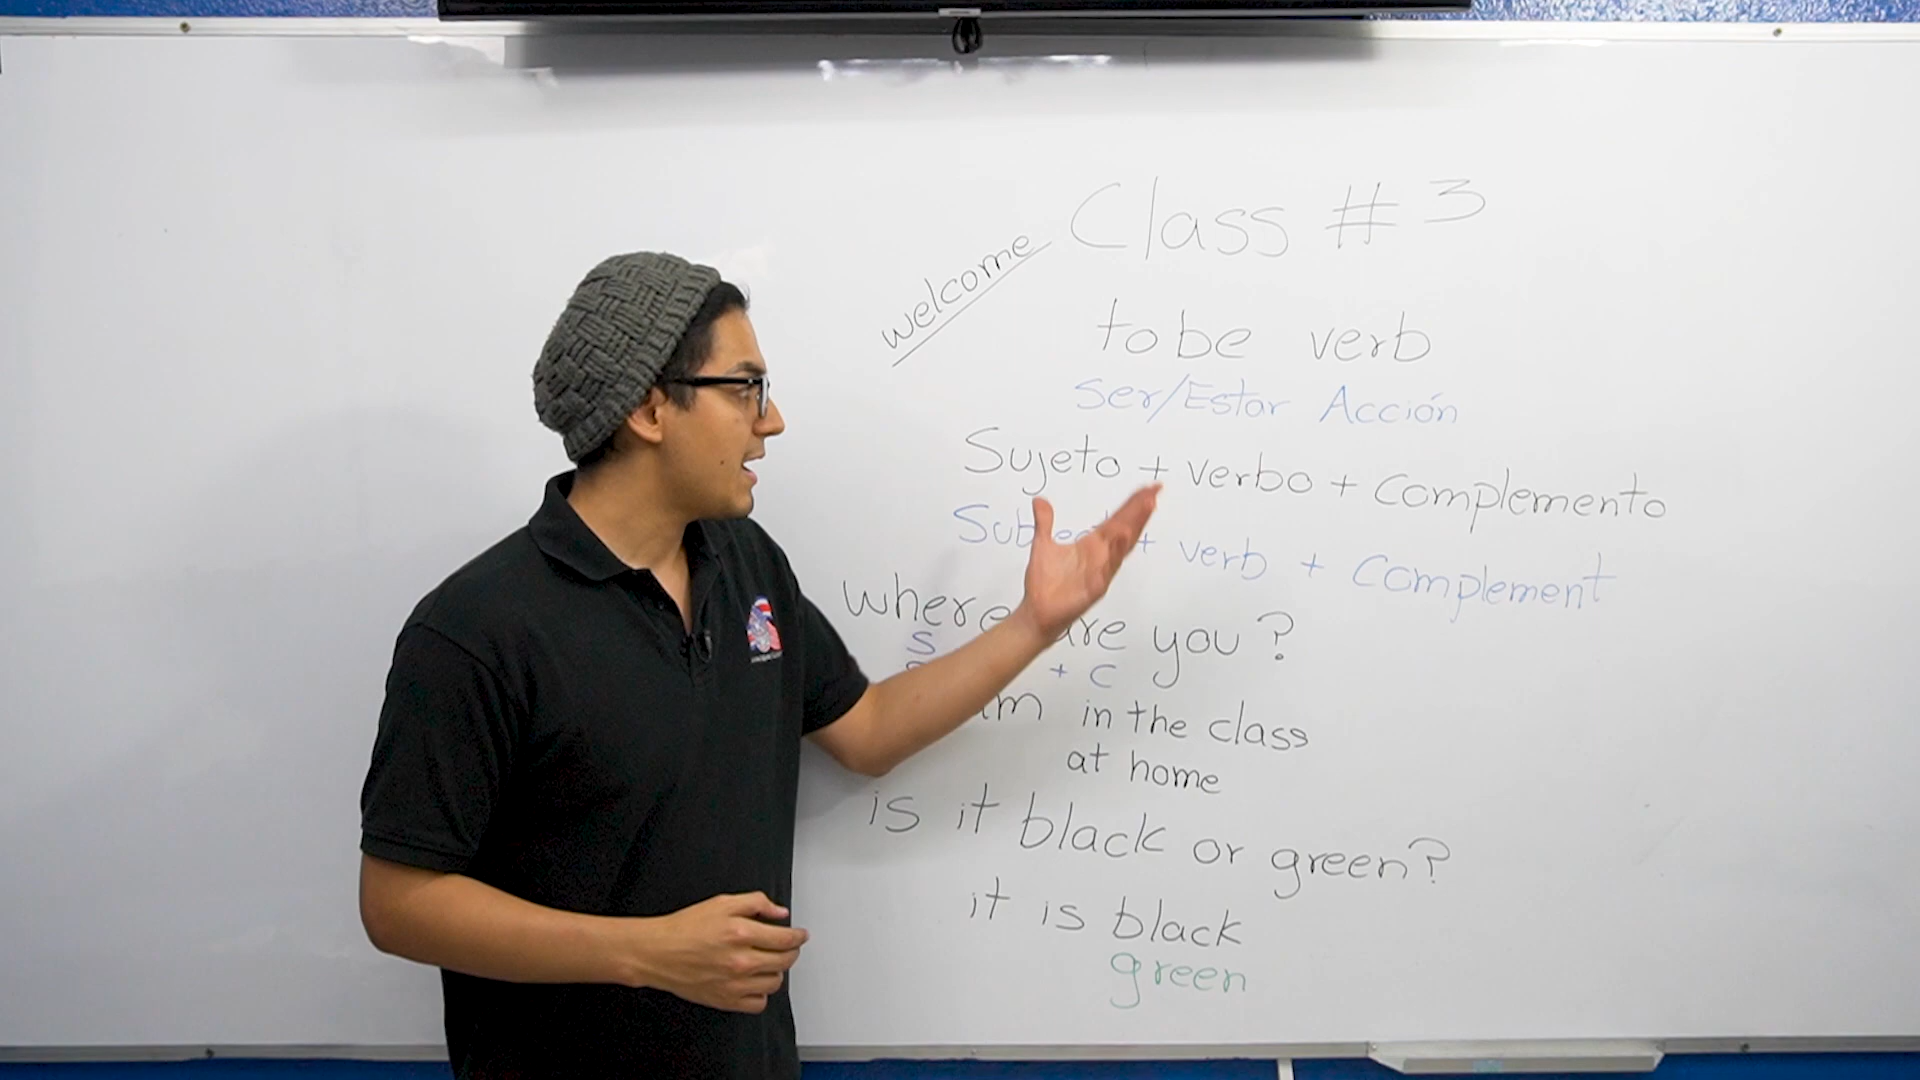 welcome
Class # 3
to be verb
Ser/Estar Acción
Sujeto + verbo + Complemento
+ verb + Complement
where are you?
S
+ C
in the class
at home
is it black or green?
it is black
green